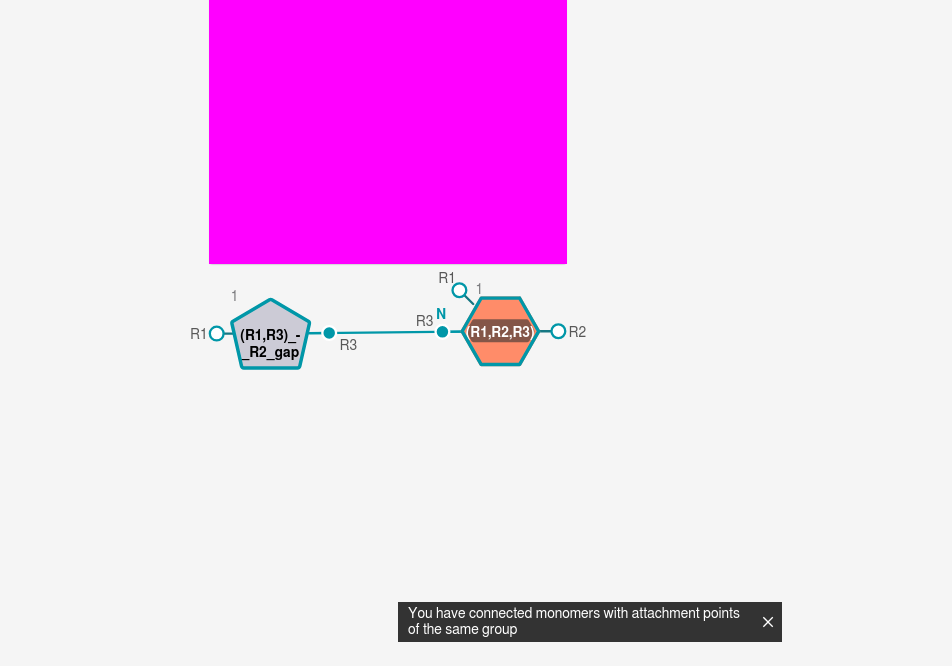 R1
1
1
N
R3
R1
(R1,R3)_-
_R2_gap
R3
(R1,R2,R3)
R2
You have connected monomers with attachment points
of the same group